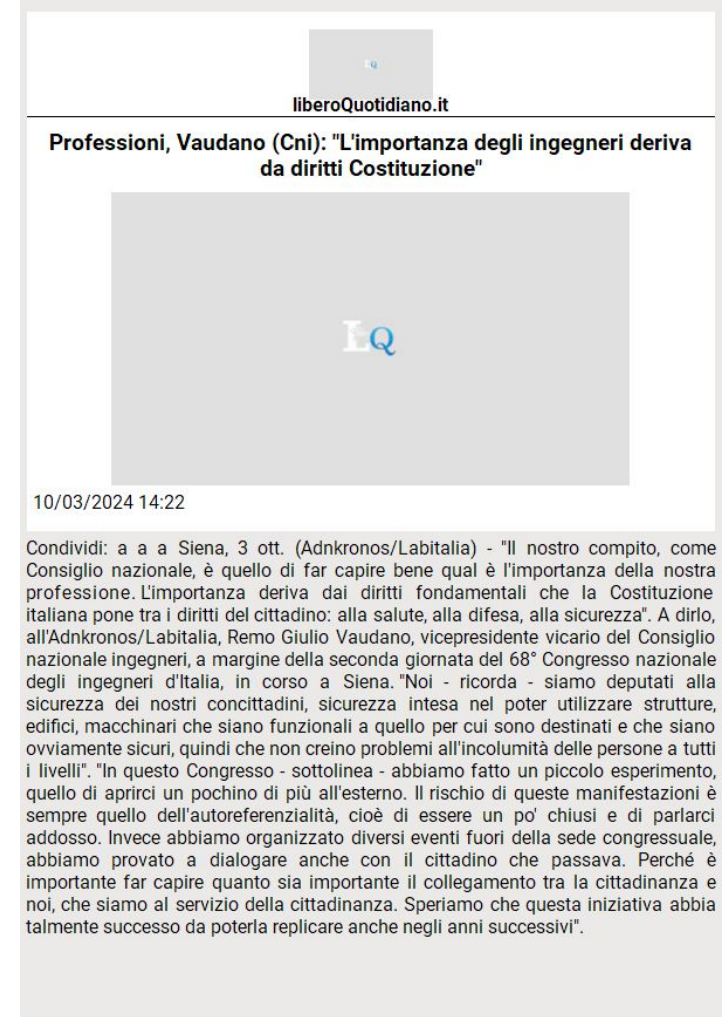 LQ
liberoQuotidiano.it
Professioni, Vaudano (Cni): "L'importanza degli ingegneri deriva
da diritti Costituzione"
LQ
10/03/2024 14:22
Condividi: a a a Siena, 3 ott. (Adnkronos/Labitalia) - "Il nostro compito, come
Consiglio nazionale, è quello di far capire bene qual è l'importanza della nostra
professione. L'importanza deriva dai diritti fondamentali che la Costituzione
italiana pone tra i diritti del cittadino: alla salute, alla difesa, alla sicurezza". A dirlo,
all'Adnkronos/Labitalia, Remo Giulio Vaudano, vicepresidente vicario del Consiglio
nazionale ingegneri, a margine della seconda giornata del 68° Congresso nazionale
degli ingegneri d'Italia, in corso a Siena. "Noi - ricorda - siamo deputati alla
sicurezza dei nostri concittadini, sicurezza intesa nel poter utilizzare strutture,
edifici, macchinari che siano funzionali a quello per cui sono destinati e che siano
ovviamente sicuri, quindi che non creino problemi all'incolumità delle persone a tutti
i livelli". "In questo Congresso - sottolinea - abbiamo fatto un piccolo esperimento,
quello di aprirci un pochino di più all'esterno. Il rischio di queste manifestazioni è
sempre quello dell'autoreferenzialità, cioè di essere un po' chiusi e di parlarci
addosso. Invece abbiamo organizzato diversi eventi fuori della sede congressuale,
abbiamo provato a dialogare anche con il cittadino che passava. Perché è
importante far capire quanto sia importante il collegamento tra la cittadinanza e
noi, che siamo al servizio della cittadinanza. Speriamo che questa iniziativa abbia
talmente successo da poterla replicare anche negli anni successivi".